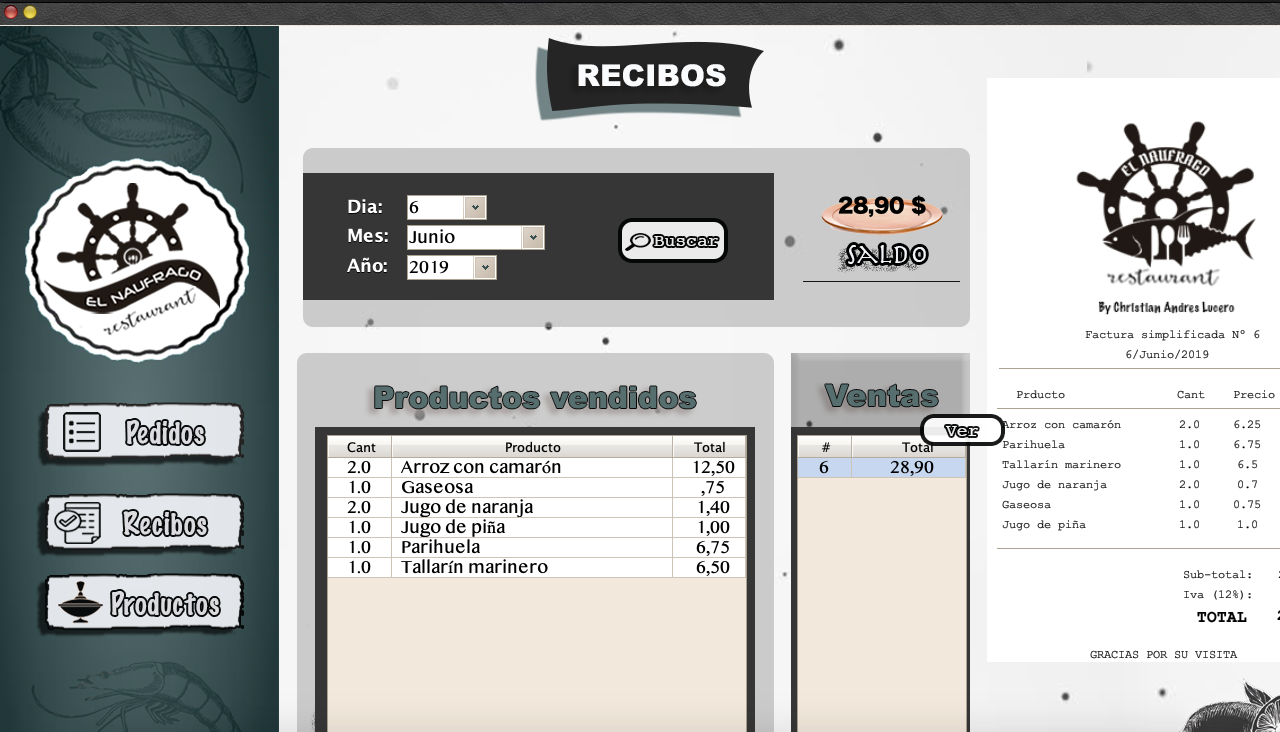 RECIBOS
EL NAUFRAGO
restaurant
Pedidos
Recibos
Productos
Dia: 6
Mes: Junio
Año: 2019
Buscar
28,90 $
SALDO
Productos vendidos
Cant Producto Total
2.0 Arroz con camarón 12,50
1.0 Gaseosa ,75
2.0 Jugo de naranja 1,40
1.0 Jugo de piña 1,00
1.0 Parihuela 6,75
1.0 Tallarín marinero 6,50
Ventas
Ver
# Total
6 28,90
EL NAUFRAGO
restaurant
By Christian Andres Lucero
Factura simplificada Nº 6
6/Junio/2019
Prducto Cant Precio
Arroz con camarón 2.0 6.25
Parihuela 1.0 6.75
Tallarín marinero 1.0 6.5
Jugo de naranja 2.0 0.7
Gaseosa 1.0 0.75
Jugo de piña 1.0 1.0
Sub-total:
Iva (12%):
TOTAL
GRACIAS POR SU VISITA